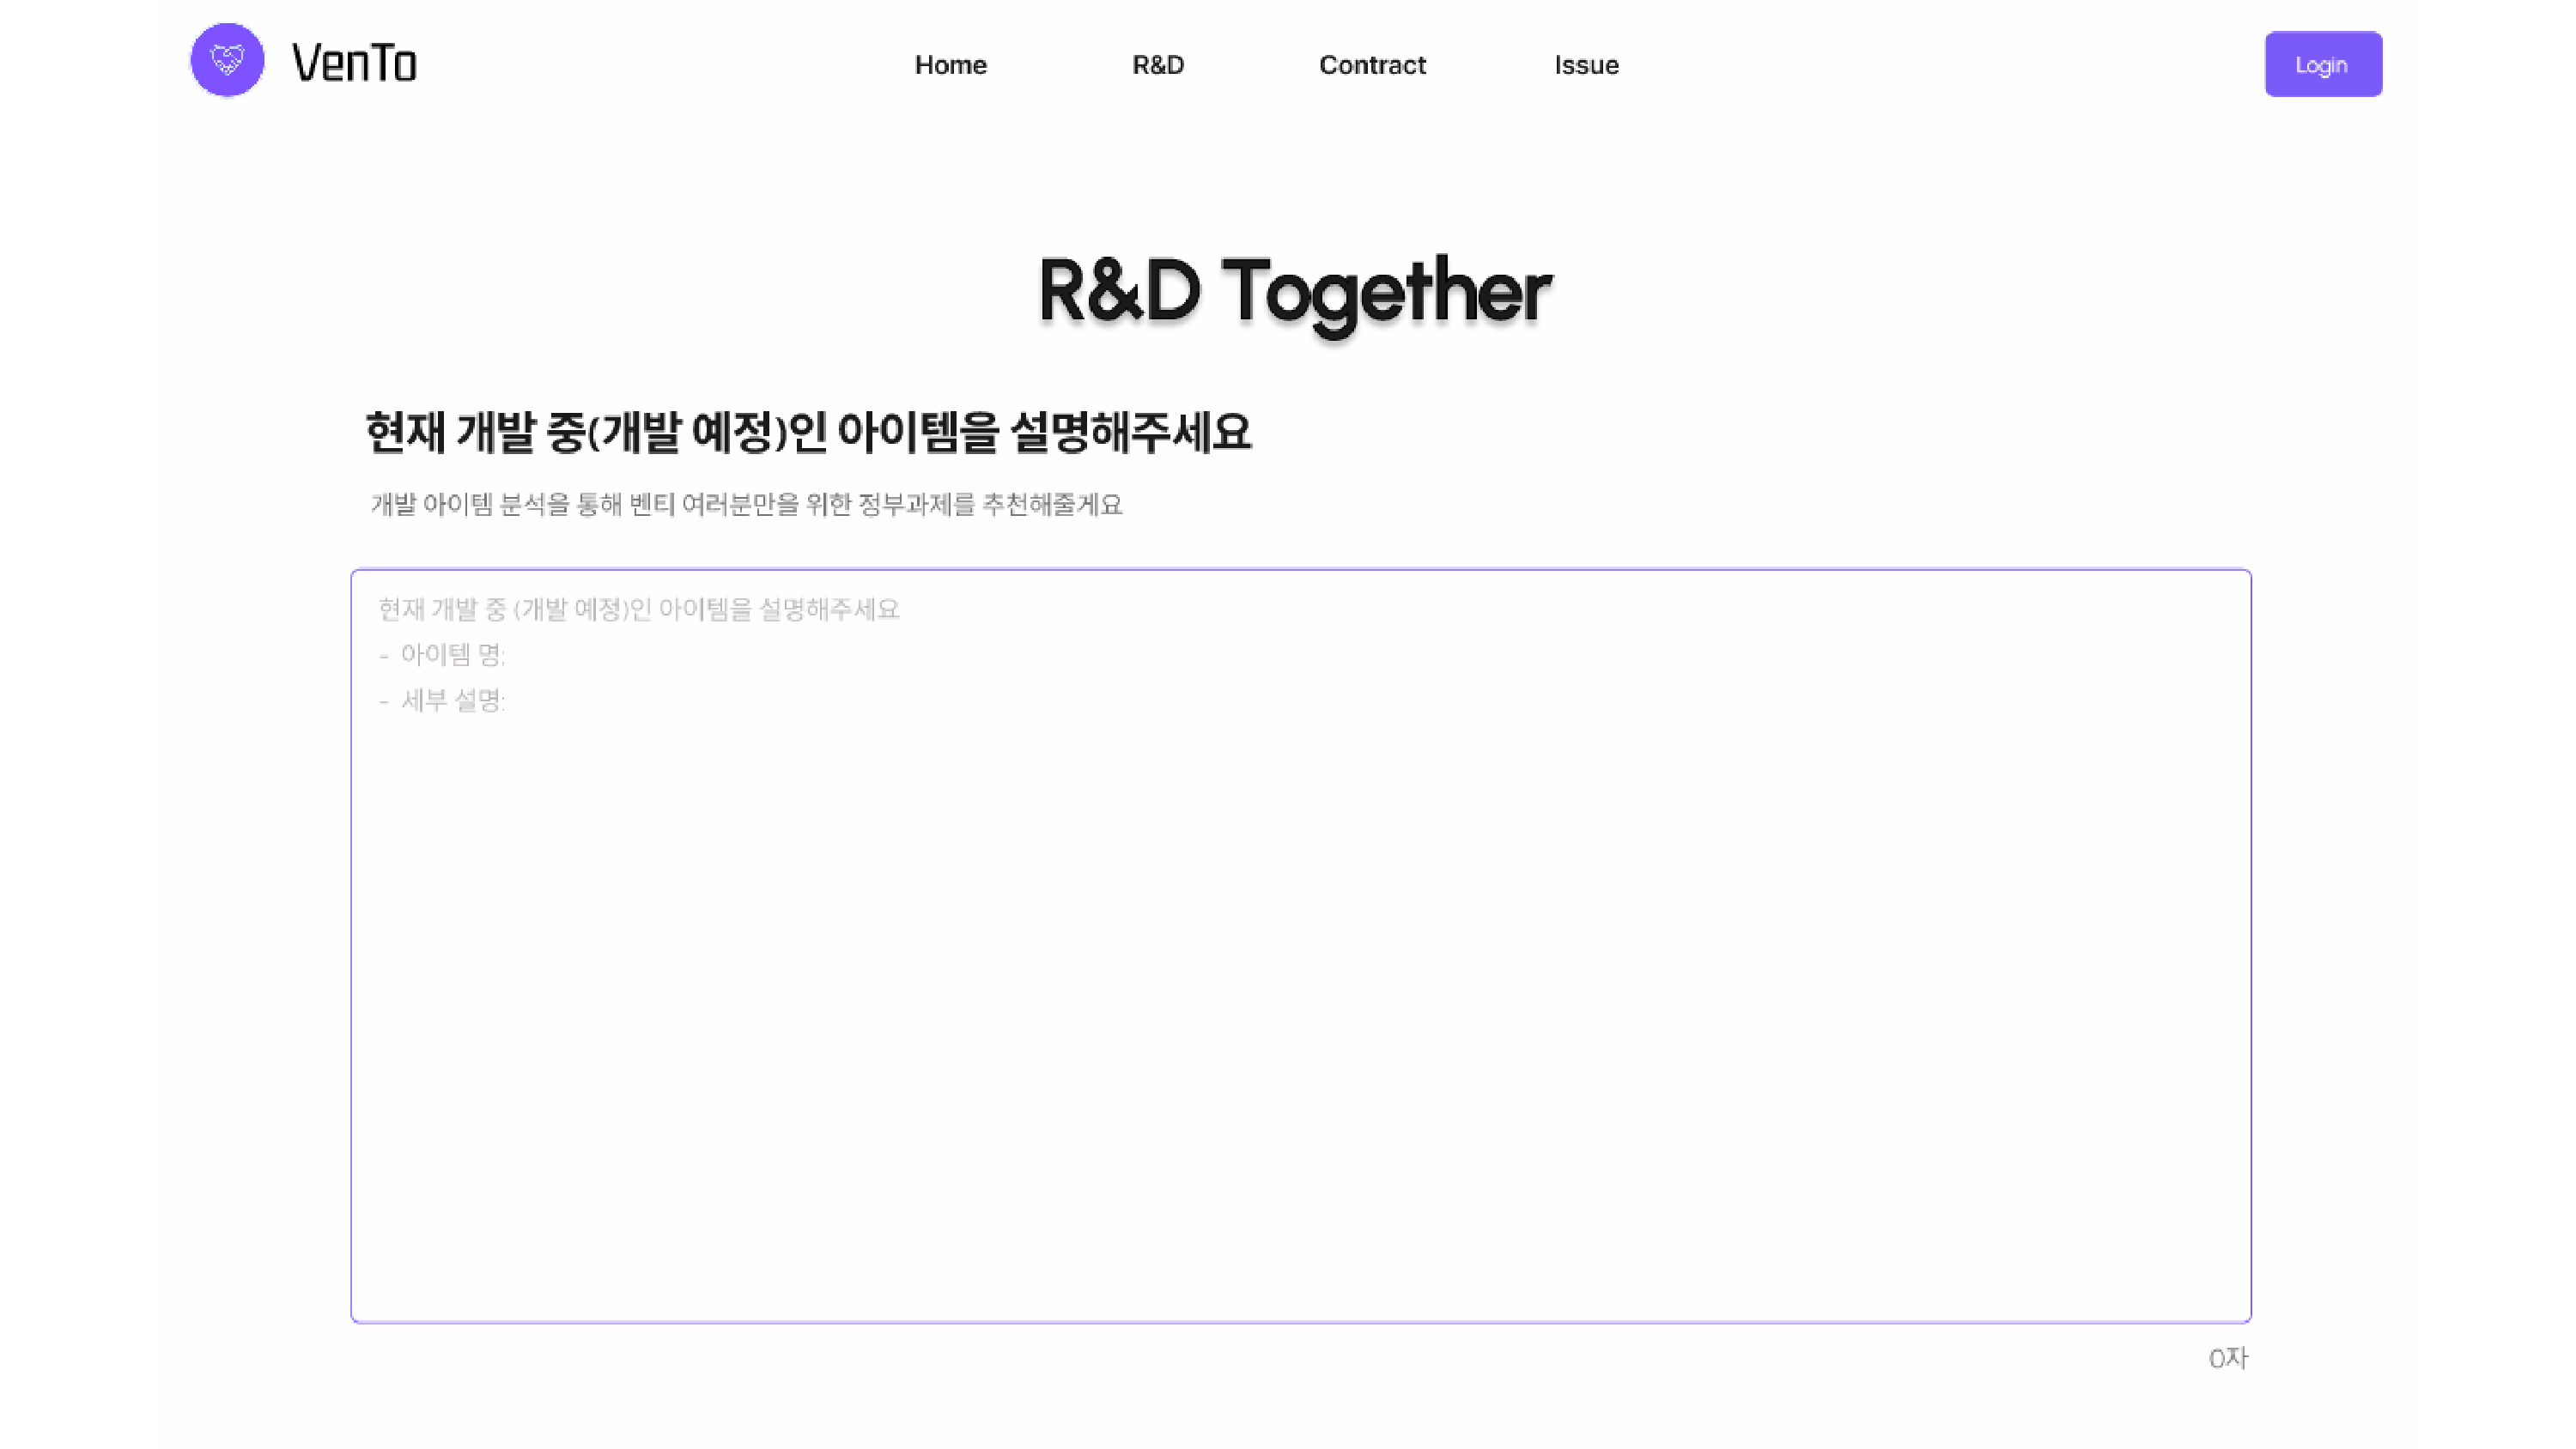 VenTo
Home R&D Contract Issue
Login
R&D Together
현재 개발 중(개발 예정)인 아이템을 설명해주세요
개발 아이템 분석을 통해 벤티 여러분만을 위한 정부과제를 추천해줄게요
현재 개발 중 (개발 예정)인 아이템을 설명해주세요
- 아이템 명:
- 세부 설명:
0자